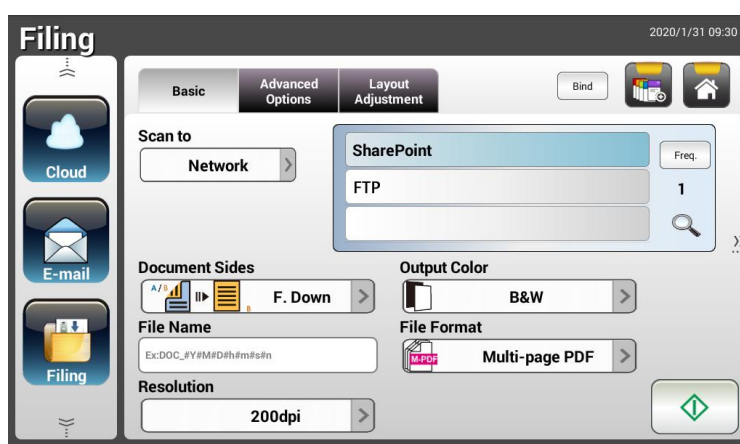 Filing
2020/1/31 09:30
Basic
Advanced
Options
Layout
Adjustment
Bind
Cloud
E-mail
Filing
Scan to
Network
SharePoint
FTP
Freq.
1
Document Sides
A/B
B
F. Down
Output Color
B&W
File Name
Ex:DOC_#Y#M#D#h#m#s#n
File Format
M-PDF
Multi-page PDF
Resolution
200dpi